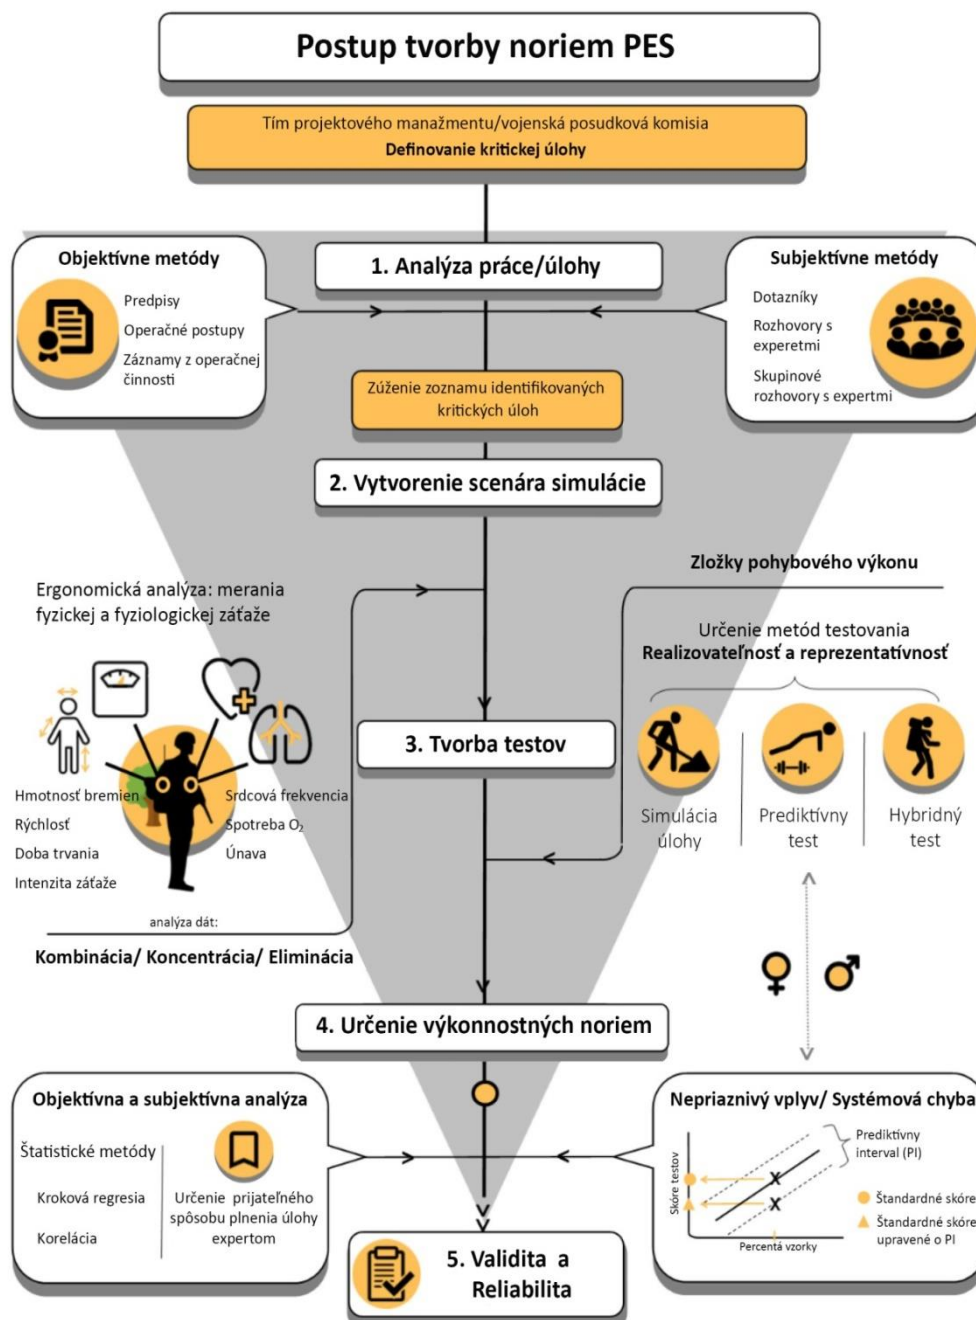 Postup tvorby noriem PES
Tím projektového manažmentu/vojenská posudková komisia
Definovanie kritickej úlohy
Objektívne metódy
Predpisy
Operačné postupy
Záznamy z operačnej
činnosti
1. Analýza práce/úlohy
Subjektívne metódy
Dotazníky
Rozhovory s
experetmi
Skupinové
rozhovory s expertmi
Zúženie zoznamu identifikovaných
kritických úloh
2. Vytvorenie scenára simulácie
Ergonomická analýza: merania
fyzickej a fyziologickej záťaže
Hmotnosť bremien
Rýchlosť
Doba trvania
Intenzita záťaže
Srdcová frekvencia
Spotreba O₂
Únava
analýza dát:
Kombinácia/ Koncentrácia/ Eliminácia
Zložky pohybového výkonu
Určenie metód testovania
Realizovateľnosť a reprezentatívnosť
Simulácia
úlohy
Prediktívny
test
Hybridný
test
3. Tvorba testov
4. Určenie výkonnostných noriem
Objektívna a subjektívna analýza
Štatistické metódy
Kroková regresia
Korelácia
Určenie prijateľného
spôsobu plnenia úlohy
expertom
Nepriaznivý vplyv/ Systémová chyba
Skóre testov
Percentá vzorky
Prediktívny
interval (PI)
Štandardné skóre
Štandardné skóre
upravené o PI
5. Validita a
Reliabilita